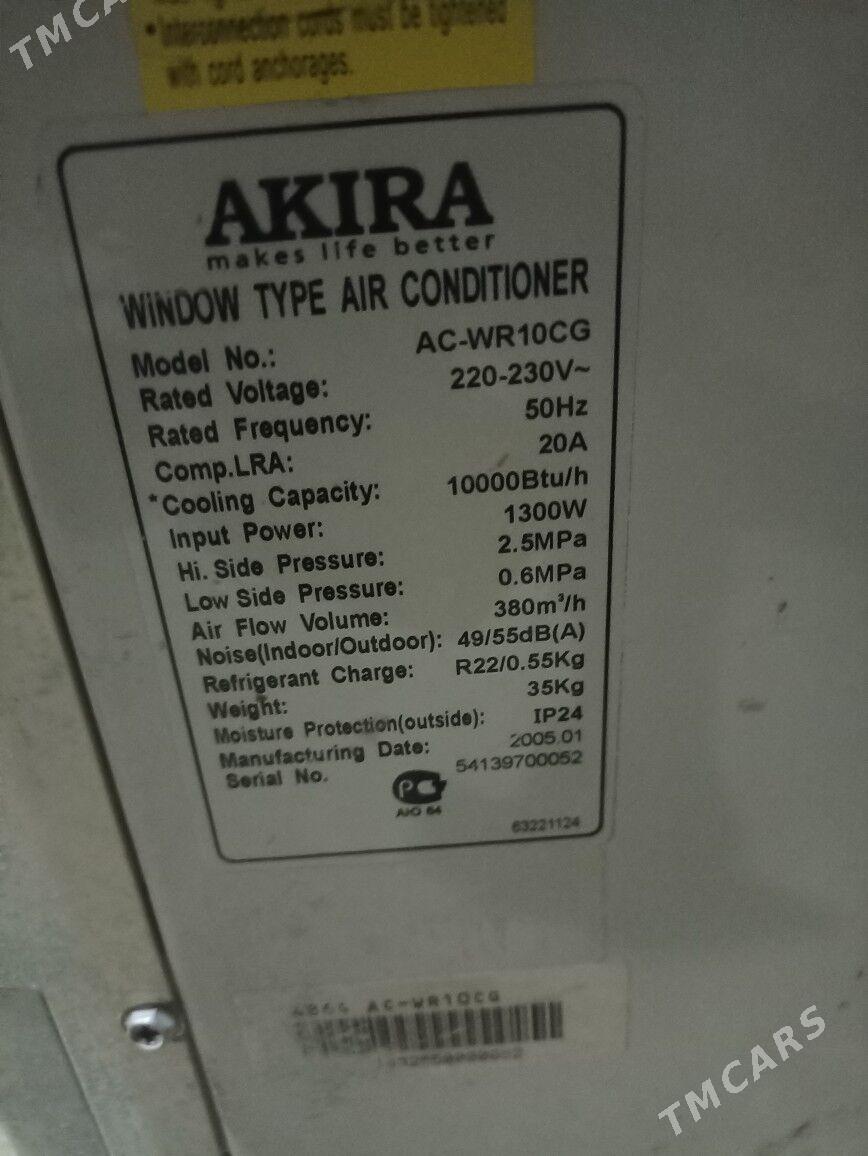 TMCARS
• Interconnection cords must be tightened
with cord anchorages.
AKIRA
makes life better
WINDOW TYPE AIR CONDITIONER
Model No.: AC-WR10CG
Rated Voltage: 220-230V~
Rated Frequency: 50Hz
Comp.LRA: 20A
*Cooling Capacity: 10000Btu/h
Input Power: 1300W
Hi. Side Pressure: 2.5MPa
Low Side Pressure: 0.6MPa
Air Flow Volume: 380m³/h
Noise(Indoor/Outdoor): 49/55dB(A)
Refrigerant Charge: R22/0.55Kg
Weight: 35Kg
Moisture Protection(outside): IP24
Manufacturing Date: 2005.01
Serial No. 54139700052
63221124
AC-WR10CG
TMCARS